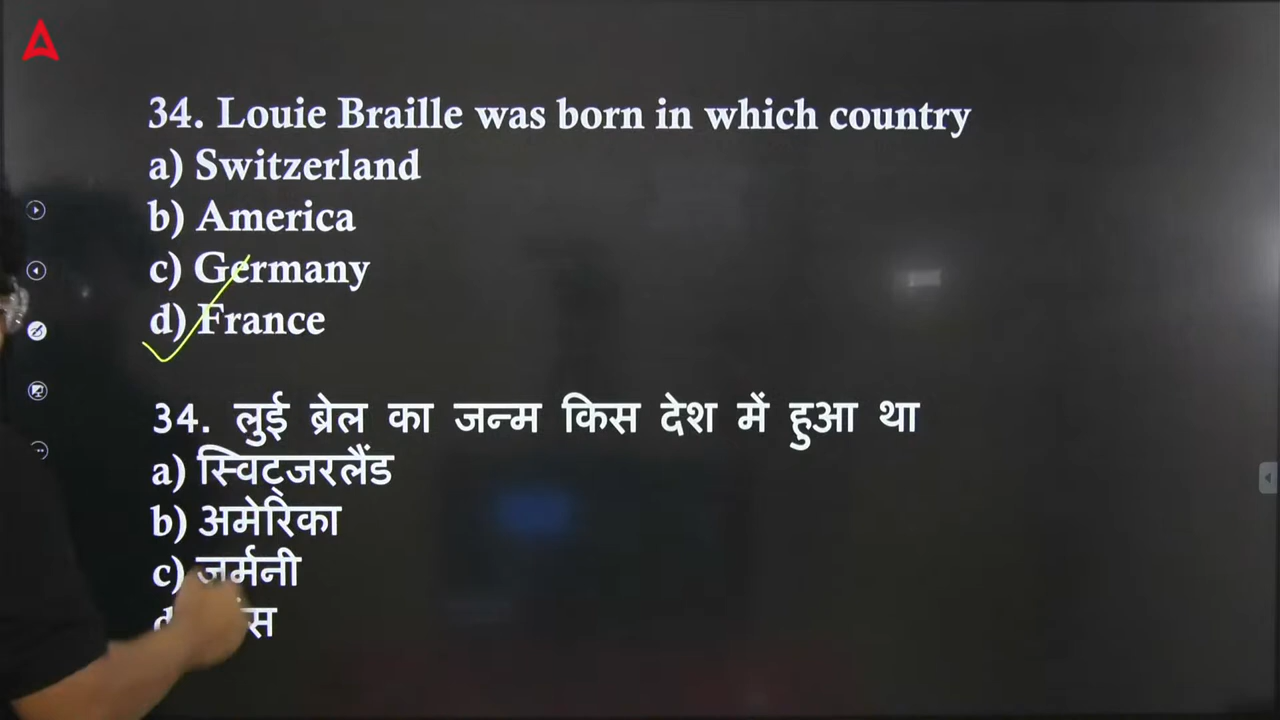 34. Louie Braille was born in which country
a) Switzerland
b) America
c) Germany
d) France
34. लुई ब्रेल का जन्म किस देश में हुआ था
a) स्विट्जरलैंड
b) अमेरिका
c) जर्मनी